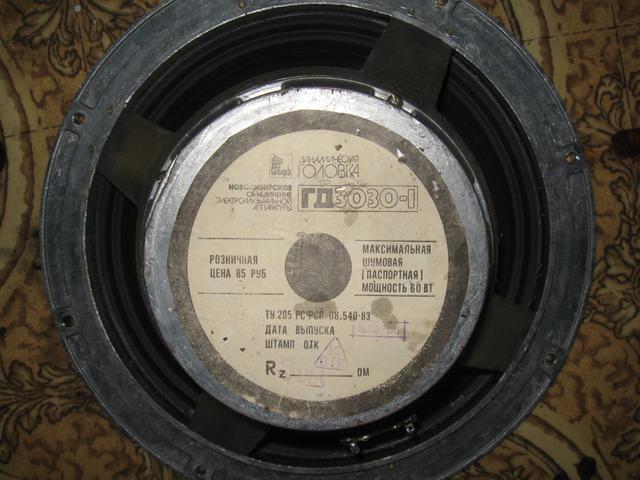 ДИНАМИЧЕСКАЯ
ГОЛОВКА
НОВОСИБИРСКОЕ
ОБЪЕДИНЕНИЕ
ЭЛЕКТРОМУЗЫКАЛЬНОЙ
АППАРАТУРЫ
ГД3030-1
РОЗНИЧНАЯ
ЦЕНА 85 РУБ
МАКСИМАЛЬНАЯ
ШУМОВАЯ
(ПАСПОРТНАЯ)
МОЩНОСТЬ 60 ВТ
ТУ 205 РСФСР 08.540-83
ДАТА ВЫПУСКА
ШТАМП ОТК
Rz ОМ